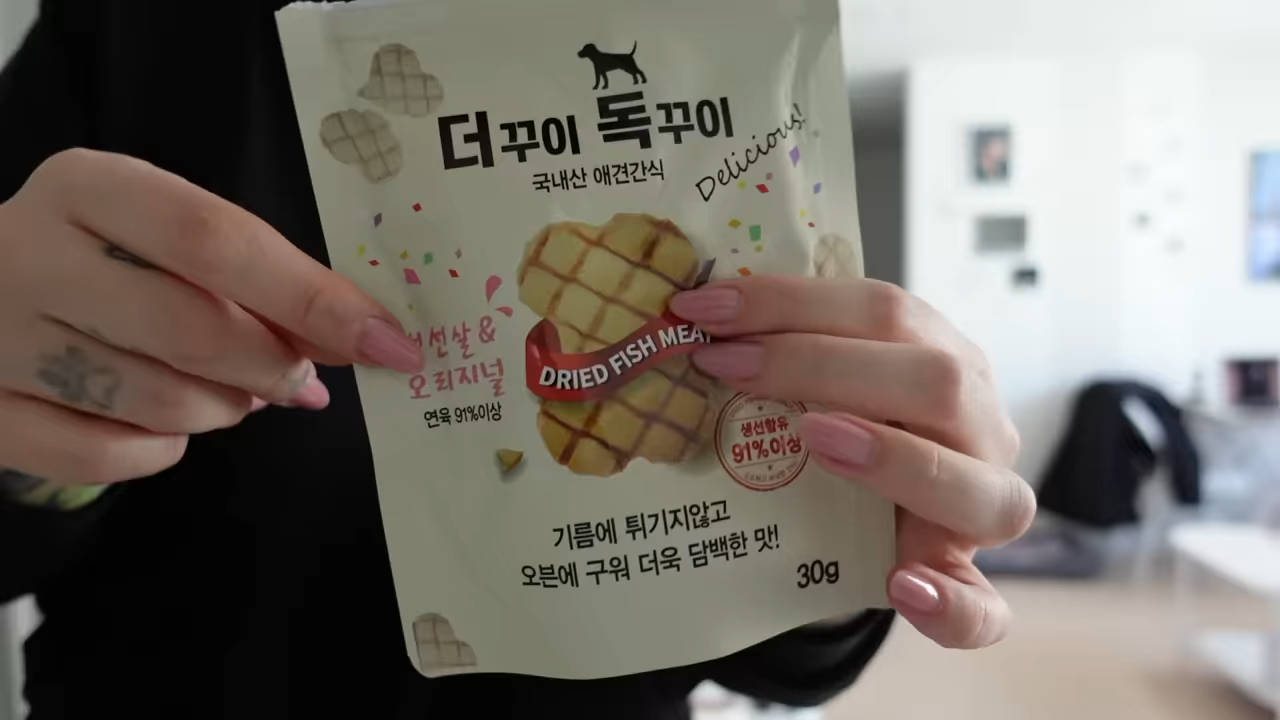 더꾸이 독꾸이
Delicious!
국내산 애견간식
선살 &
오리지널
연육 91%이상
DRIED FISH MEAT
생선함유
91%이상
기름에 튀기지않고
오븐에 구워 더욱 담백한 맛!
30g